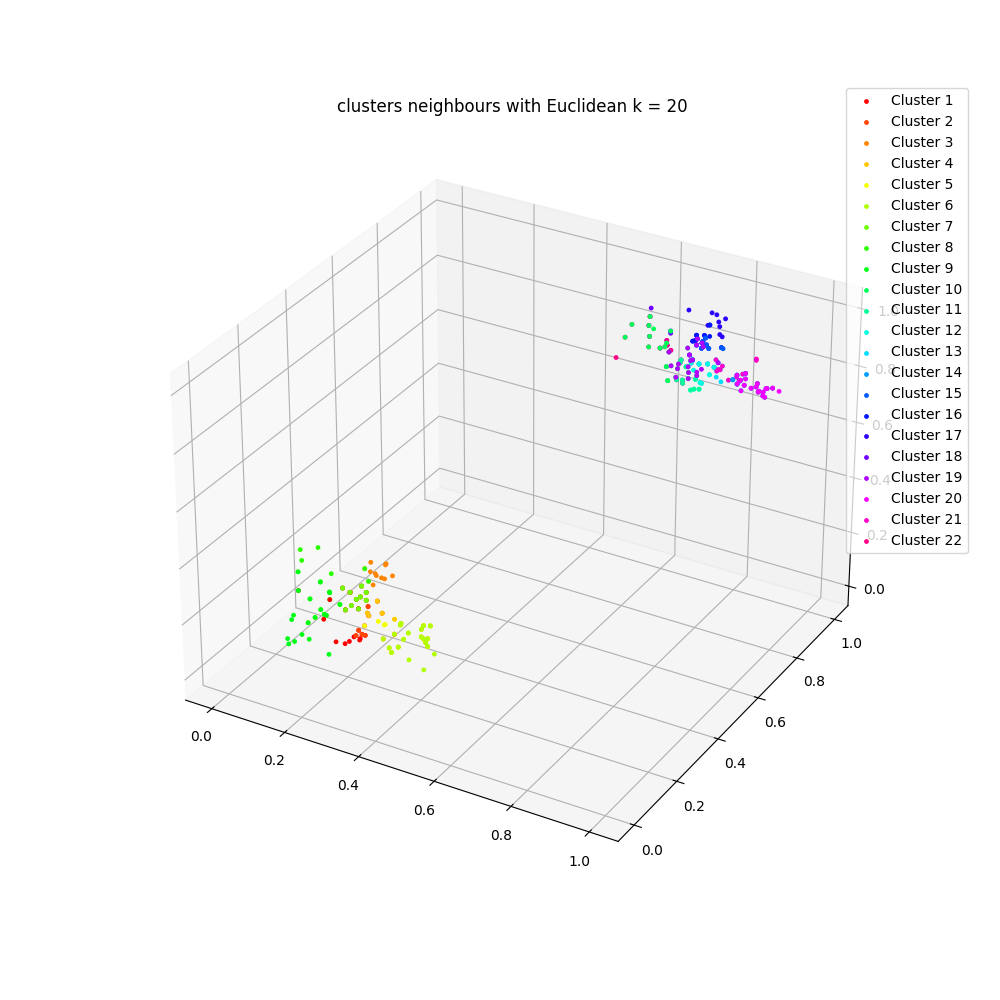 clusters neighbours with Euclidean k = 20
Cluster 1
Cluster 2
Cluster 3
Cluster 4
Cluster 5
Cluster 6
Cluster 7
Cluster 8
Cluster 9
Cluster 10
Cluster 11
Cluster 12
Cluster 13
Cluster 14
Cluster 15
Cluster 16
Cluster 17
Cluster 18
Cluster 19
Cluster 20
Cluster 21
Cluster 22
0.8
0.6
0.4
0.2
0.0
1.0
0.8
0.6
0.4
0.2
0.0
0.0
0.2
0.4
0.6
0.8
1.0